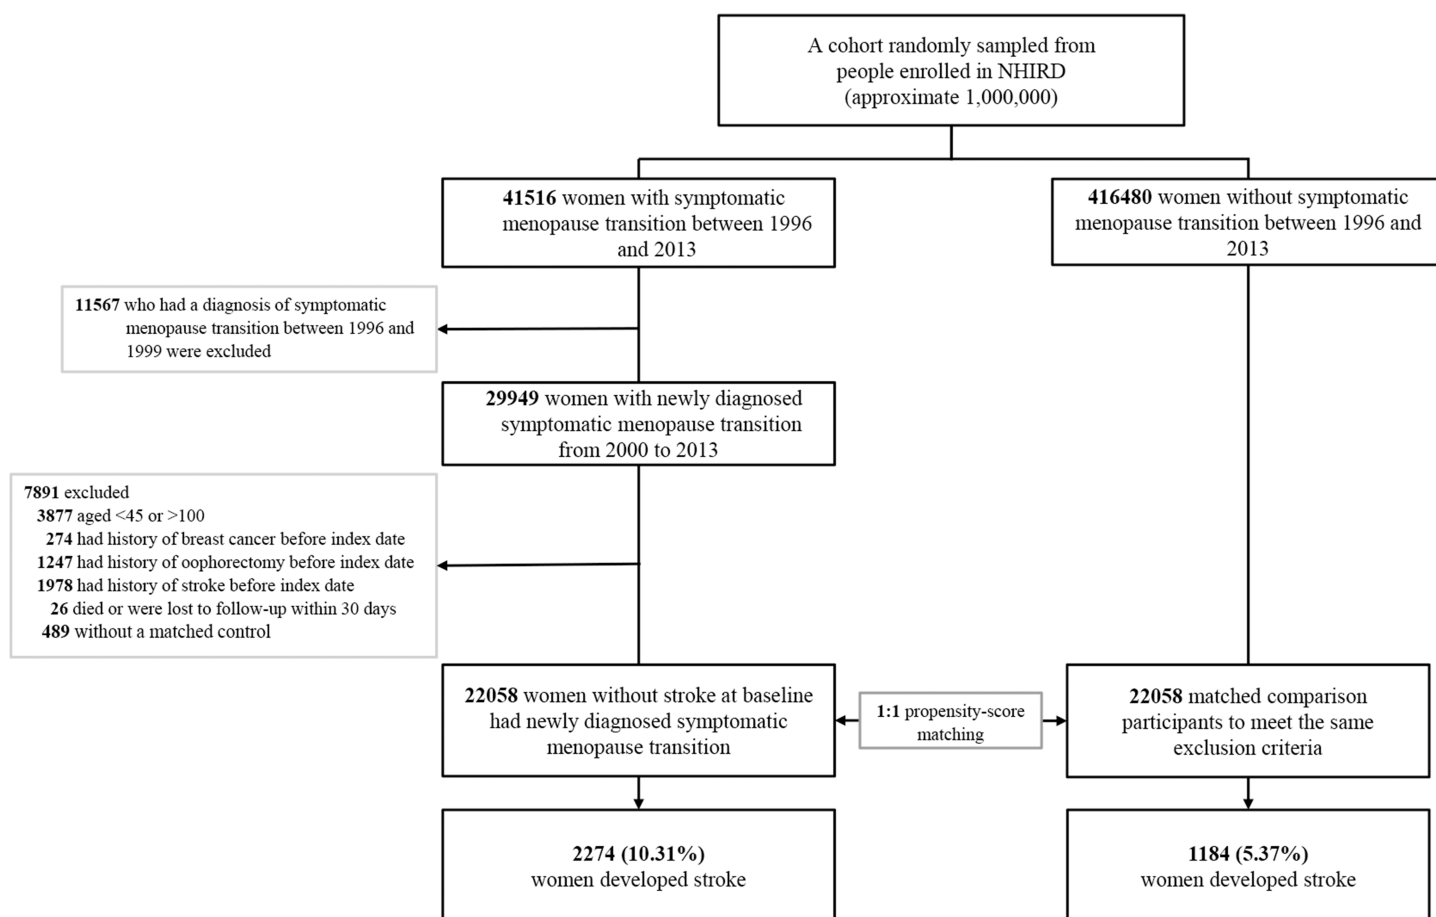 A cohort randomly sampled from
people enrolled in NHIRD
(approximate 1,000,000)
41516 women with symptomatic
menopause transition between 1996
and 2013
416480 women without symptomatic
menopause transition between 1996 and
2013
11567 who had a diagnosis of symptomatic
menopause transition between 1996 and
1999 were excluded
29949 women with newly diagnosed
symptomatic menopause transition
from 2000 to 2013
7891 excluded
3877 aged <45 or >100
274 had history of breast cancer before index date
1247 had history of oophorectomy before index date
1978 had history of stroke before index date
26 died or were lost to follow-up within 30 days
489 without a matched control
22058 women without stroke at baseline
had newly diagnosed symptomatic
menopause transition
1:1 propensity-score
matching
22058 matched comparison
participants to meet the same
exclusion criteria
2274 (10.31%)
women developed stroke
1184 (5.37%)
women developed stroke